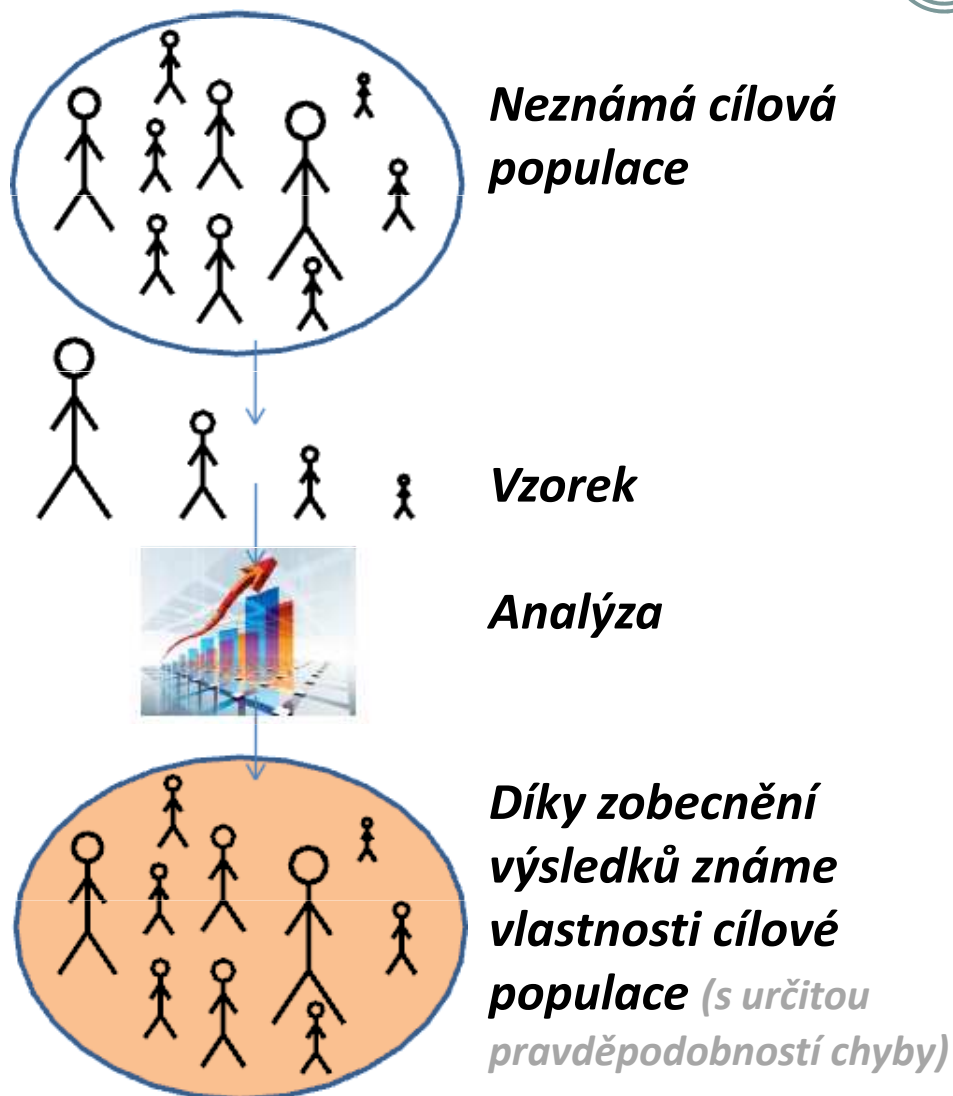 Neznámá cílová
populace
Vzorek
Analýza
Díky zobecnění
výsledků známe
vlastnosti cílové
populace (s určitou
pravděpodobností chyby)